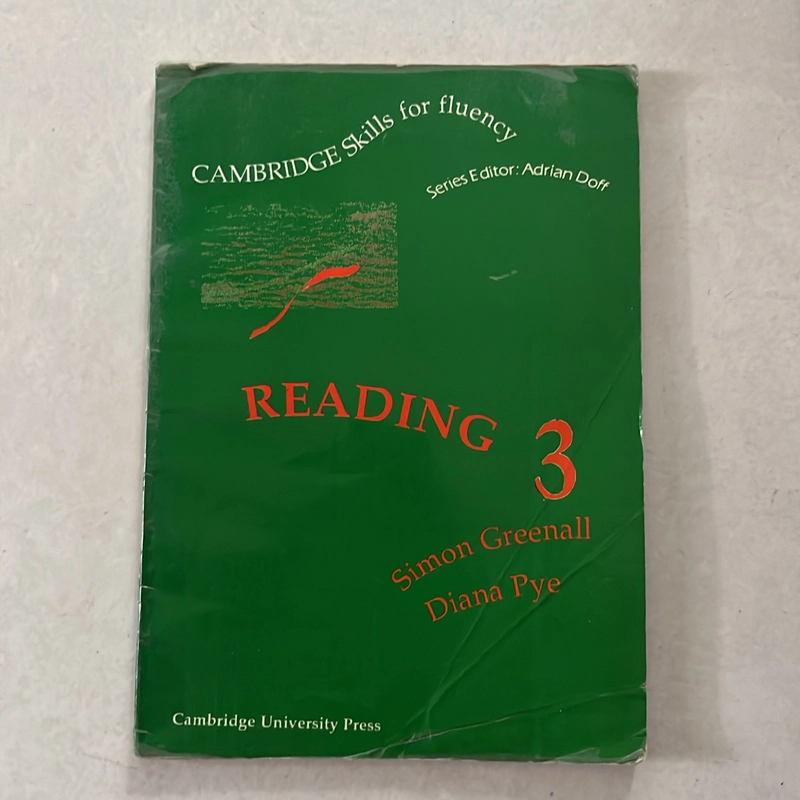 CAMBRIDGE Skills for fluency
Series Editor: Adrian Doff
READING 3
Simon Greenall
Diana Pye
Cambridge University Press